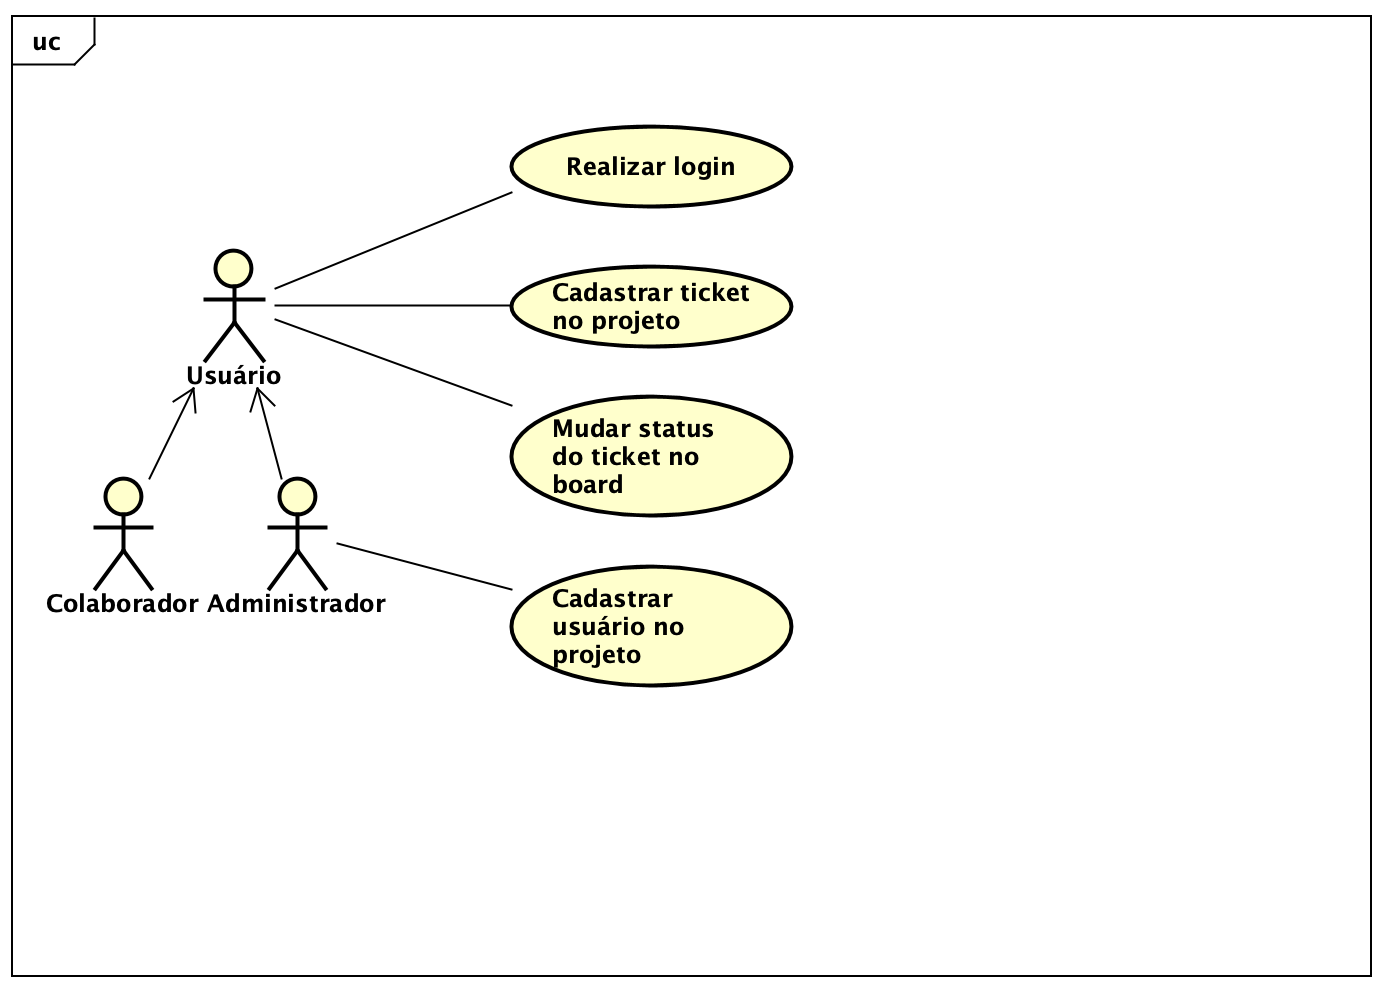 uc
Realizar login
Cadastrar ticket
no projeto
Usuário
Mudar status
do ticket no
board
Colaborador
Administrador
Cadastrar
usuário no
projeto